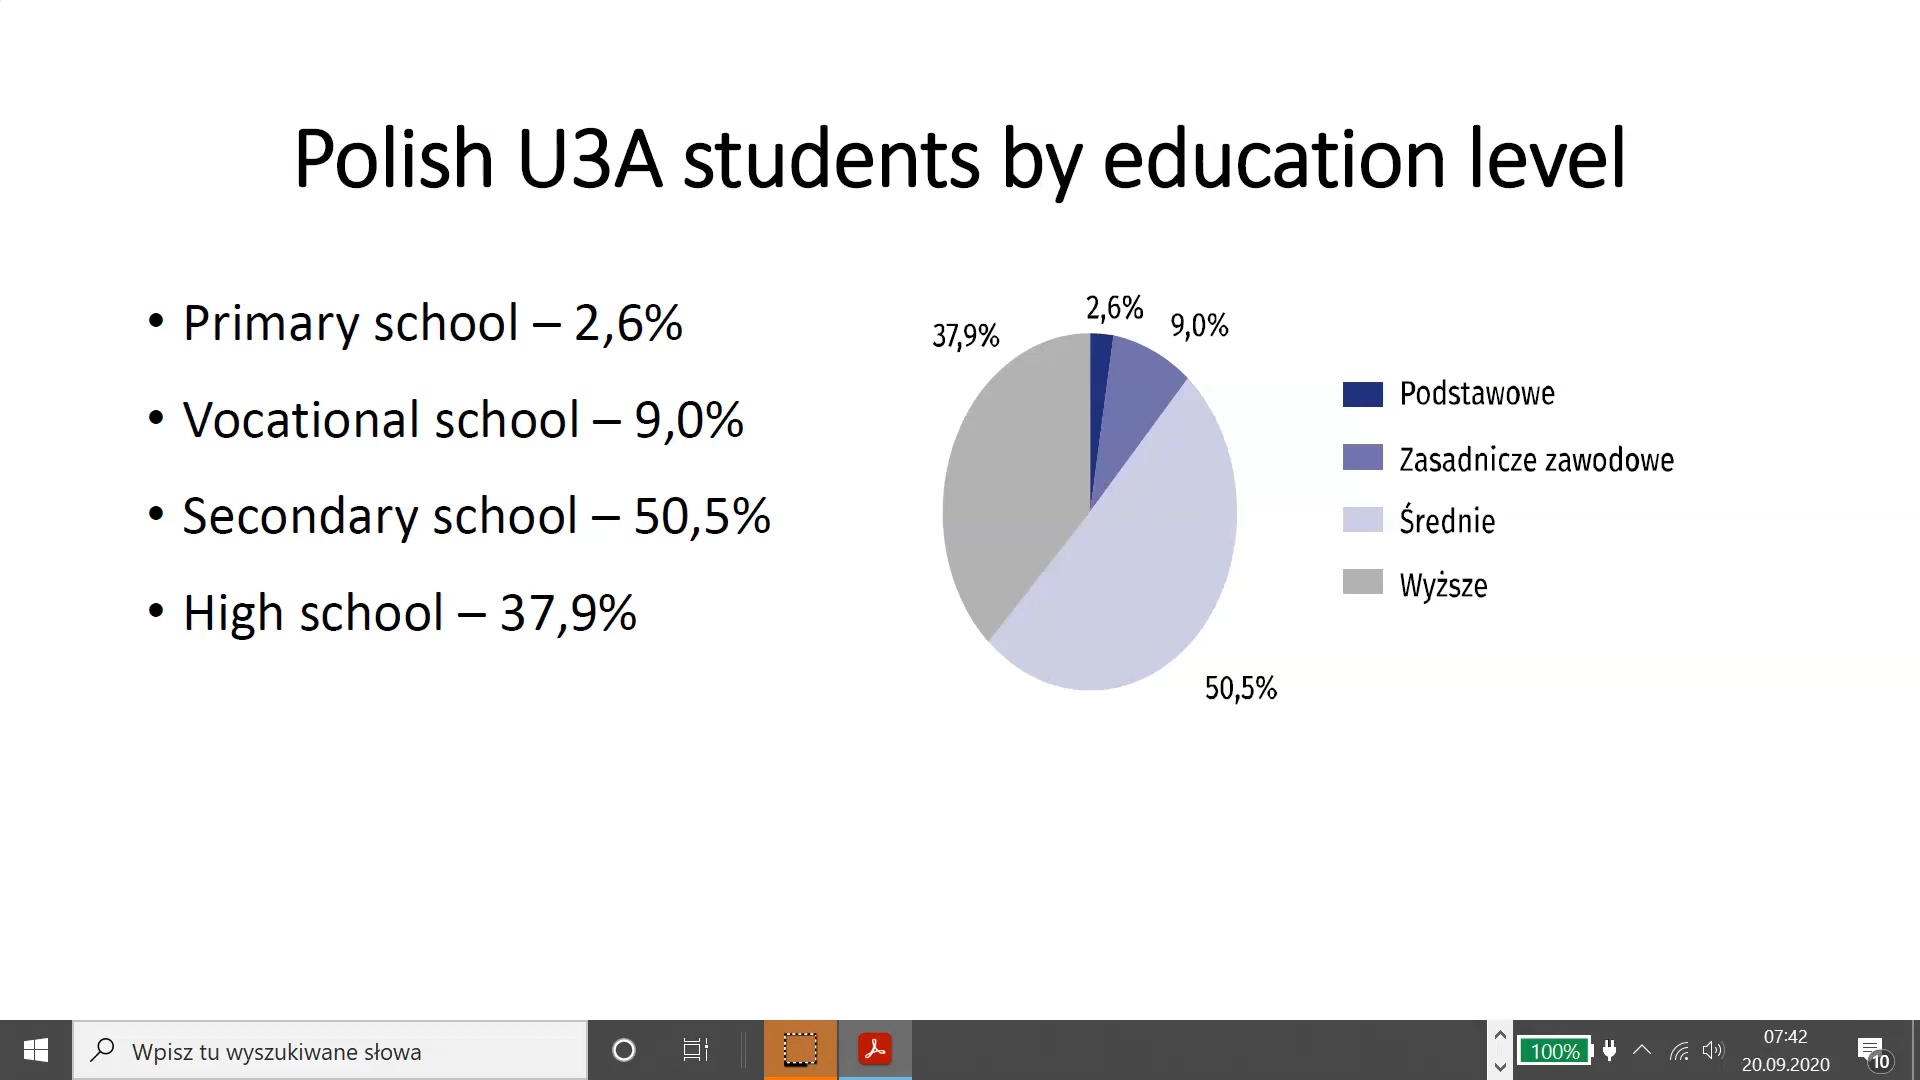 Polish U3A students by education level
• Primary school – 2,6%
• Vocational school – 9,0%
• Secondary school – 50,5%
• High school – 37,9%
2,6%
9,0%
37,9%
50,5%
Podstawowe
Zasadnicze zawodowe
Średnie
Wyższe
Wpisz tu wyszukiwane słowa
100%
07:42
20.09.2020
10